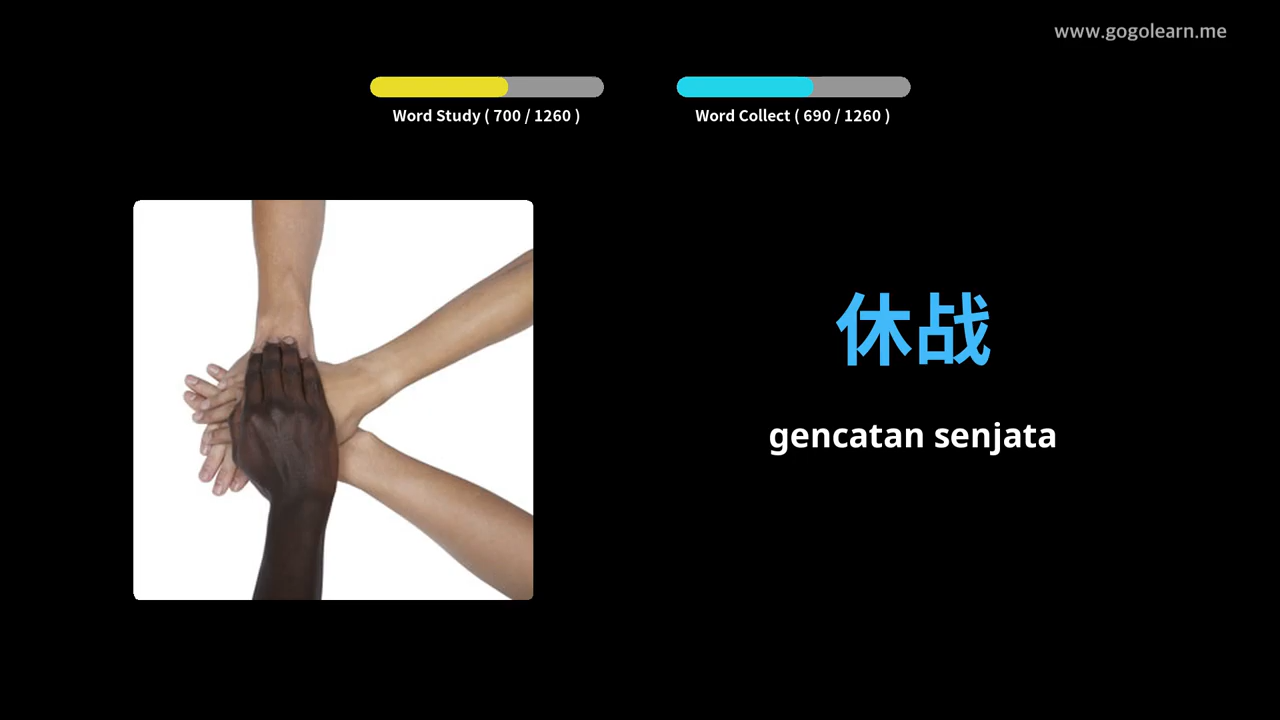 www.gogolearn.me
Word Study ( 700 / 1260 )
Word Collect ( 690 / 1260 )
休战
gencatan senjata